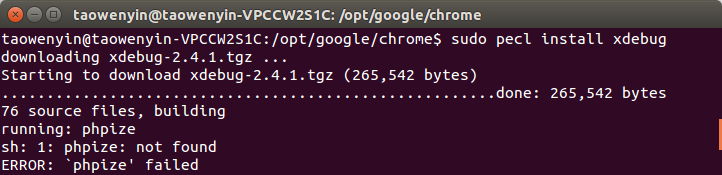 taowenyin@taowenyin-VPCCW2S1C: /opt/google/chrome
taowenyin@taowenyin-VPCCW2S1C:/opt/google/chrome$ sudo pecl install xdebug
downloading xdebug-2.4.1.tgz ...
Starting to download xdebug-2.4.1.tgz (265,542 bytes)
.......................................................done: 265,542 bytes
76 source files, building
running: phpize
sh: 1: phpize: not found
ERROR: `phpize' failed